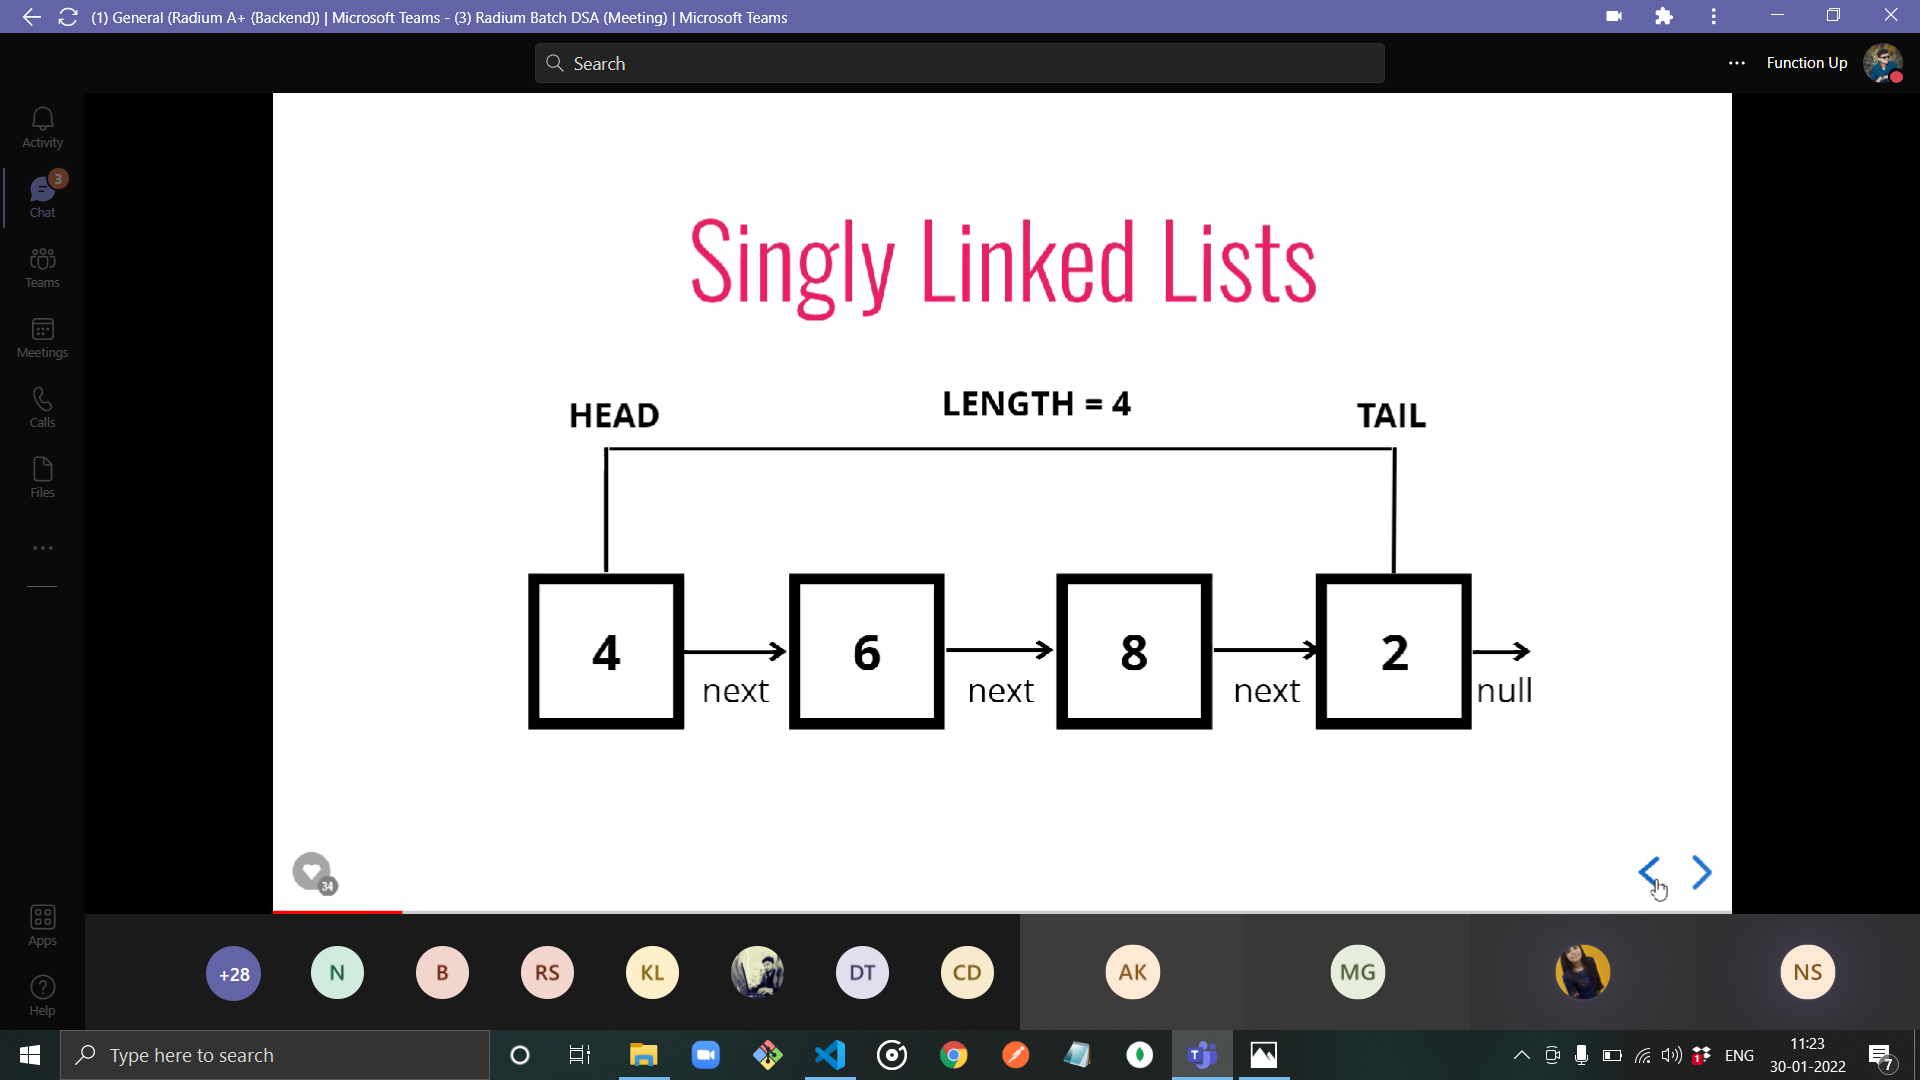 (1) General (Radium A+ (Backend)) | Microsoft Teams - (3) Radium Batch DSA (Meeting) | Microsoft Teams
Search
Function Up
Activity
3
Chat
Teams
Meetings
Calls
Files
Apps
Help
Singly Linked Lists
HEAD
LENGTH = 4
TAIL
4
6
8
2
next
next
next
null
34
+28
N
B
RS
KL
DT
CD
AK
MG
NS
Type here to search
1
ENG
11:23
30-01-2022
7